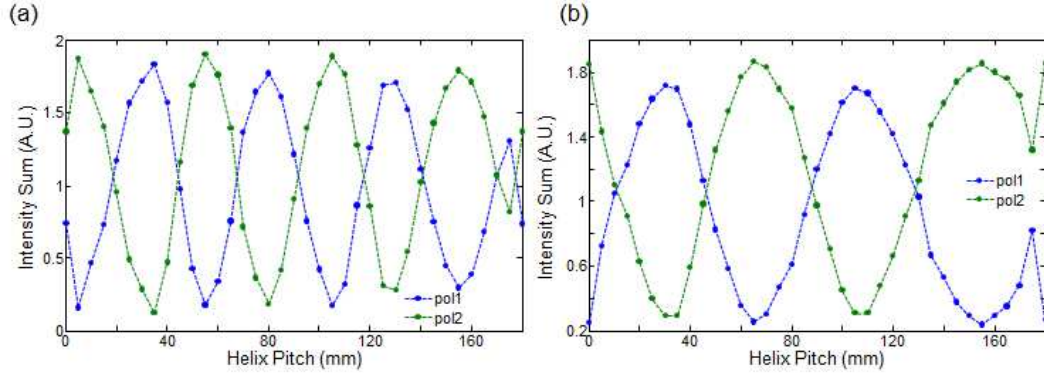 (a)
Intensity Sum (A.U.)
2
1.5
1
0.5
0
0 40 80 120 160
Helix Pitch (mm)
pol1
pol2
(b)
Intensity Sum (A.U.)
1.8
1.4
1
0.6
0.2
0 40 80 120 160
Helix Pitch (mm)
pol1
pol2